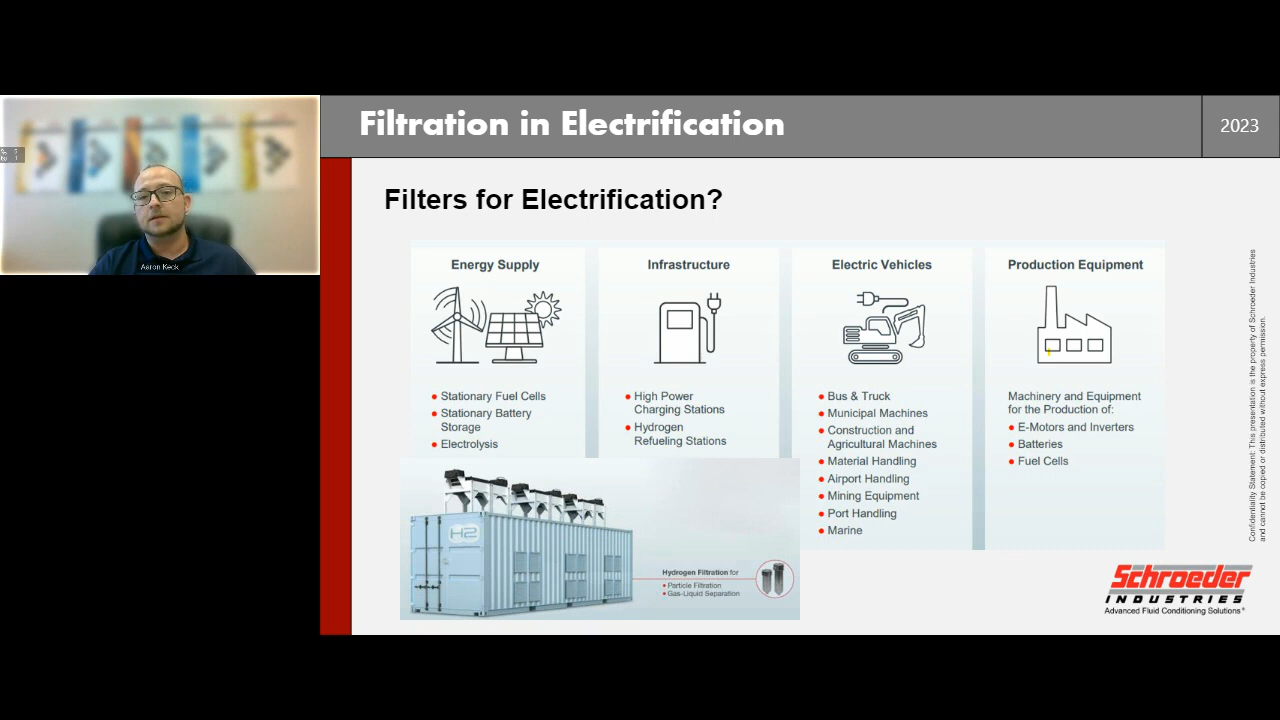 Filtration in Electrification
2023
Aaron Keck
Filters for Electrification?
Energy Supply
Stationary Fuel Cells
Stationary Battery
Storage
Electrolysis
Infrastructure
High Power
Charging Stations
Hydrogen
Refueling Stations
Electric Vehicles
Bus & Truck
Municipal Machines
Construction and
Agricultural Machines
Material Handling
Airport Handling
Mining Equipment
Port Handling
Marine
Production Equipment
Machinery and Equipment
for the Production of:
E-Motors and Inverters
Batteries
Fuel Cells
H2
Hydrogen Filtration for
Particle Filtration
Gas-Liquid Separation
Confidentiality Statement: This presentation is the property of Schroeder Industries
and cannot be copied or distributed without express permission.
Schroeder
INDUSTRIES
Advanced Fluid Conditioning Solutions®